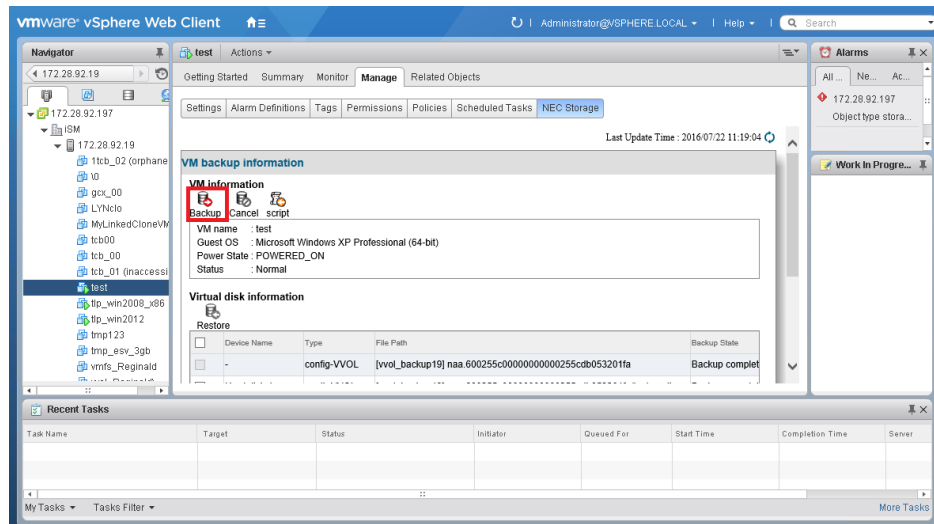 vmware® vSphere Web Client
Administrator@VSPHERE.LOCAL
Help
Search
Navigator
172.28.92.19
172.28.92.197
iSM
172.28.92.19
1tcb_02 (orphane
gcx_00
LYNclo
MyLinkedCloneVM
tcb00
tcb_00
tcb_01 (inaccessi
test
tlp_win2008_x86
tlp_win2012
tmp123
tmp_esv_3gb
vmfs_Reginald
test Actions
Getting Started Summary Monitor Manage Related Objects
Settings Alarm Definitions Tags Permissions Policies Scheduled Tasks NEC Storage
Last Update Time : 2016/07/22 11:19:04
VM backup information
VM information
Backup Cancel script
VM name : test
Guest OS : Microsoft Windows XP Professional (64-bit)
Power State : POWERED_ON
Status : Normal
Virtual disk information
Restore
Device Name Type File Path Backup State
- config-VVOL [vvol_backup19] naa.600255c00000000000255cdb053201fa Backup complet
Alarms
All ... Ne... Ac...
172.28.92.197
Object type stora...
Work In Progre...
Recent Tasks
Task Name Target Status Initiator Queued For Start Time Completion Time Server
My Tasks Tasks Filter More Tasks